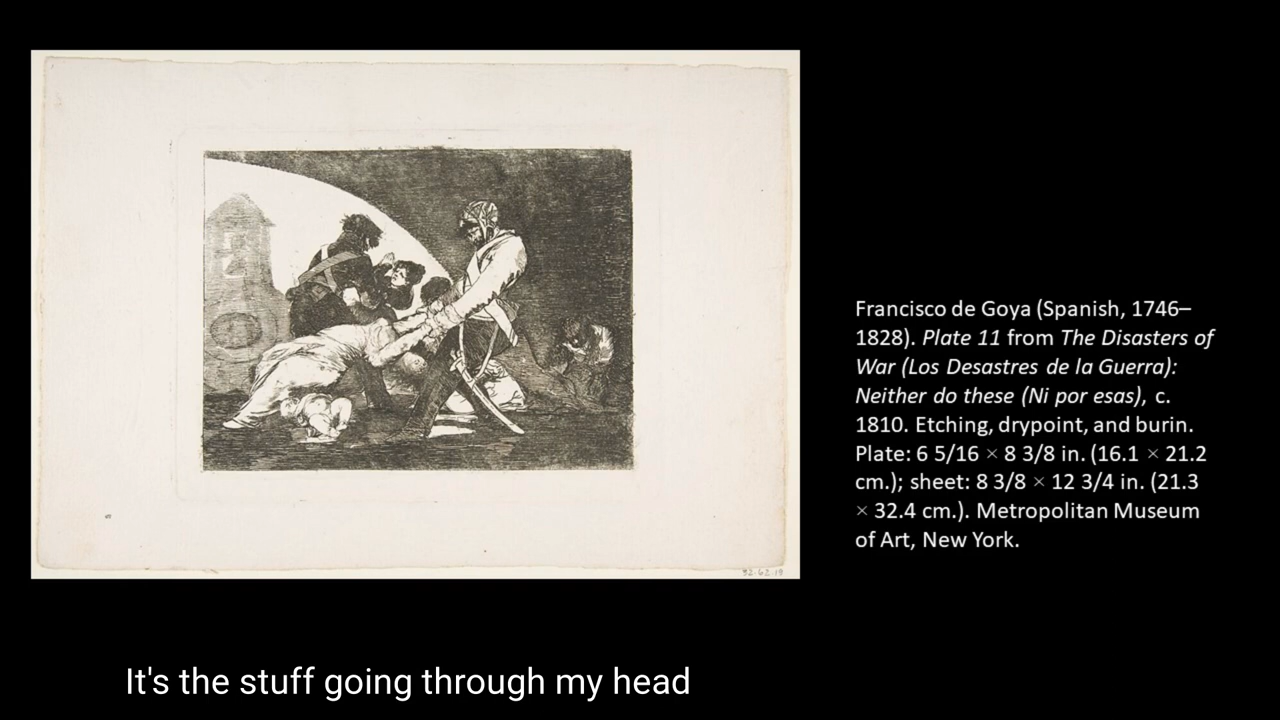 Francisco de Goya (Spanish, 1746–
1828). Plate 11 from The Disasters of
War (Los Desastres de la Guerra):
Neither do these (Ni por esas), c.
1810. Etching, drypoint, and burin.
Plate: 6 5/16 × 8 3/8 in. (16.1 × 21.2
cm.); sheet: 8 3/8 × 12 3/4 in. (21.3
× 32.4 cm.). Metropolitan Museum
of Art, New York.
It's the stuff going through my head